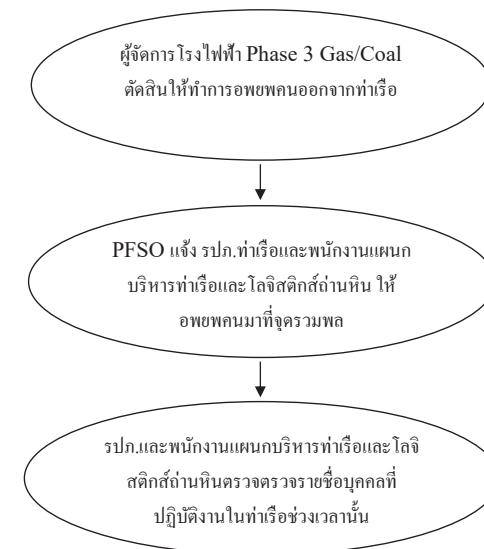 ผู้จัดการโรงไฟฟ้า Phase 3 Gas/Coal
ตัดสินให้ทำการอพยพคนออกจากท่าเรือ
PFSO แจ้ง รปภ.ท่าเรือและพนักงานแผนก
บริหารท่าเรือและโลจิสติกส์ถ่านหิน ให้
อพยพคนมาที่จุดรวมพล
รปภ.และพนักงานแผนกบริหารท่าเรือและโลจิ
สติกส์ถ่านหินตรวจตรวจรายชื่อบุคคลที่
ปฏิบัติงานในท่าเรือช่วงเวลานั้น